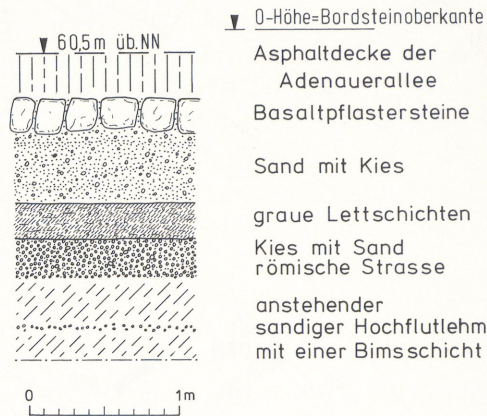 0-Höhe=Bordsteinoberkante
60,5m üb.NN
Asphaltdecke der
Adenauerallee
Basaltpflastersteine
Sand mit Kies
graue Lettschichten
Kies mit Sand
römische Strasse
anstehender
sandiger Hochflutlehm
mit einer Bimsschicht
0 1m